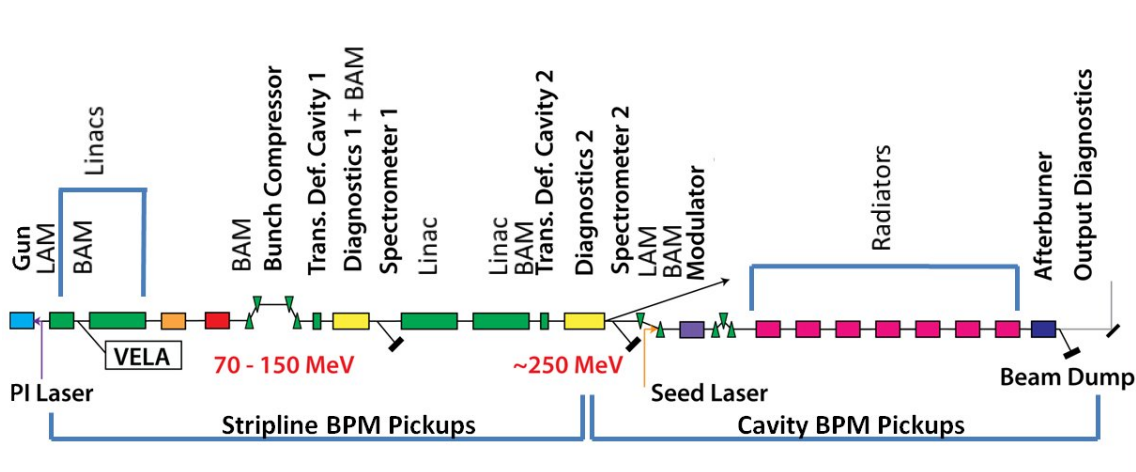 Linacs
Gun
LAM
BAM
BAM
Bunch Compressor
Trans. Def. Cavity 1
Diagnostics 1 + BAM
Spectrometer 1
Linac
Linac
BAM
Trans. Def. Cavity 2
Diagnostics 2
Spectrometer 2
LAM
BAM
Modulator
Radiators
Afterburner
Output Diagnostics
VELA
70 - 150 MeV
~250 MeV
PI Laser
Seed Laser
Beam Dump
Stripline BPM Pickups
Cavity BPM Pickups